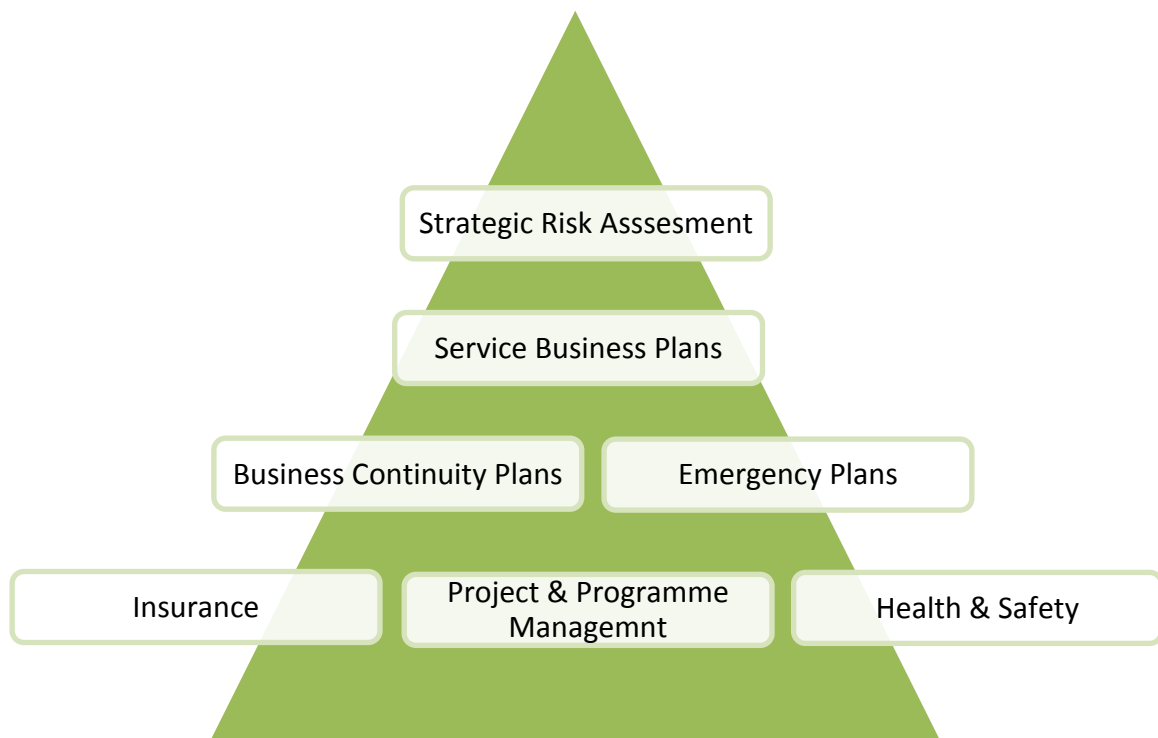 Strategic Risk Asssesment
Service Business Plans
Business Continuity Plans
Emergency Plans
Insurance
Project & Programme
Managemnt
Health & Safety